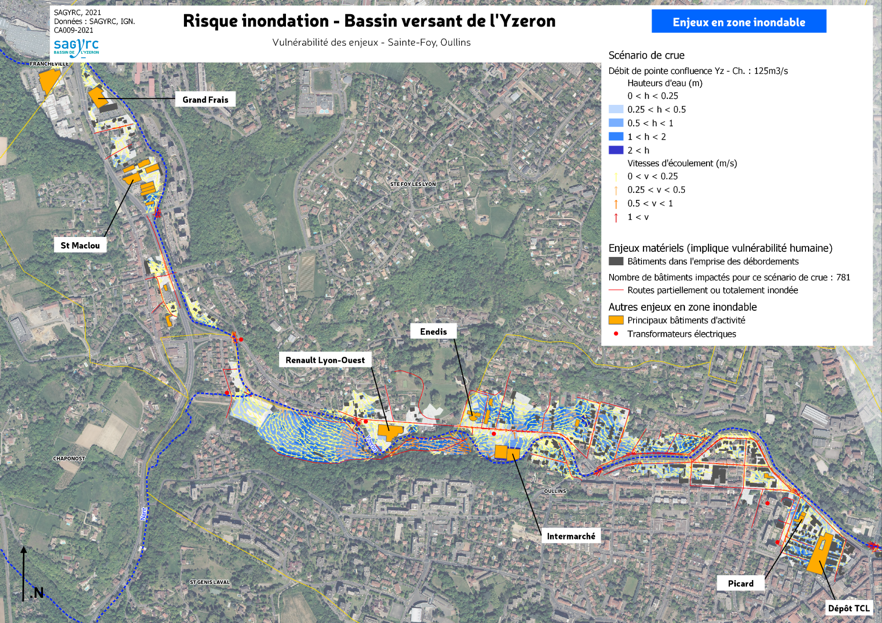 SAGYRC, 2021
Données : SAGYRC, IGN.
CA009-2021
sagyrc
BASSIN DE L'YZERON
Risque inondation - Bassin versant de l'Yzeron
Vulnérabilité des enjeux - Sainte-Foy, Oullins
Enjeux en zone inondable
Scénario de crue
Débit de pointe confluence Yz - Ch. : 125m3/s
Hauteurs d'eau (m)
0 < h < 0.25
0.25 < h < 0.5
0.5 < h < 1
1 < h < 2
2 < h
Vitesses d'écoulement (m/s)
0 < v < 0.25
0.25 < v < 0.5
0.5 < v < 1
1 < v
Enjeux matériels (implique vulnérabilité humaine)
Bâtiments dans l'emprise des débordements
Nombre de bâtiments impactés pour ce scénario de crue : 781
Routes partiellement ou totalement inondée
Autres enjeux en zone inondable
Principaux bâtiments d'activité
Transformateurs électriques
FRANCHEVILLE
Grand Frais
STE FOY LES LYON
St Maclou
Enedis
Renault Lyon-Ouest
CHAPONOST
OULLINS
Intermarché
ST GENIS LAVAL
Picard
Dépôt TCL
.N